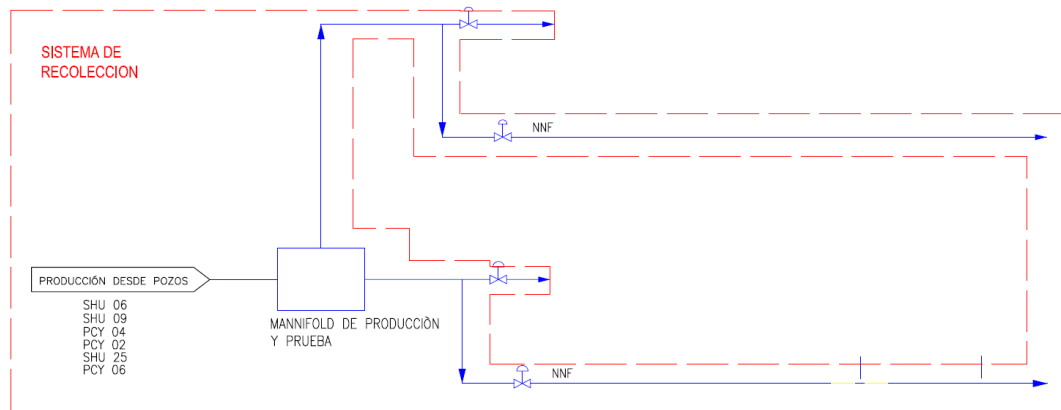 SISTEMA DE
RECOLECCION
NNF
PRODUCCIÓN DESDE POZOS
SHU 06
SHU 09
PCY 04
PCY 02
SHU 25
PCY 06
MANNIFOLD DE PRODUCCIÒN
Y PRUEBA
NNF